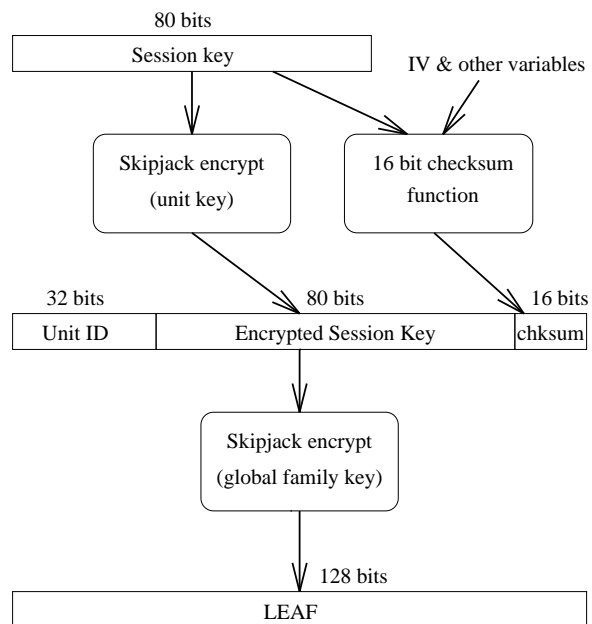 80 bits
Session key
IV & other variables
Skipjack encrypt
(unit key)
16 bit checksum
function
32 bits
80 bits
16 bits
Unit ID
Encrypted Session Key
chksum
Skipjack encrypt
(global family key)
128 bits
LEAF